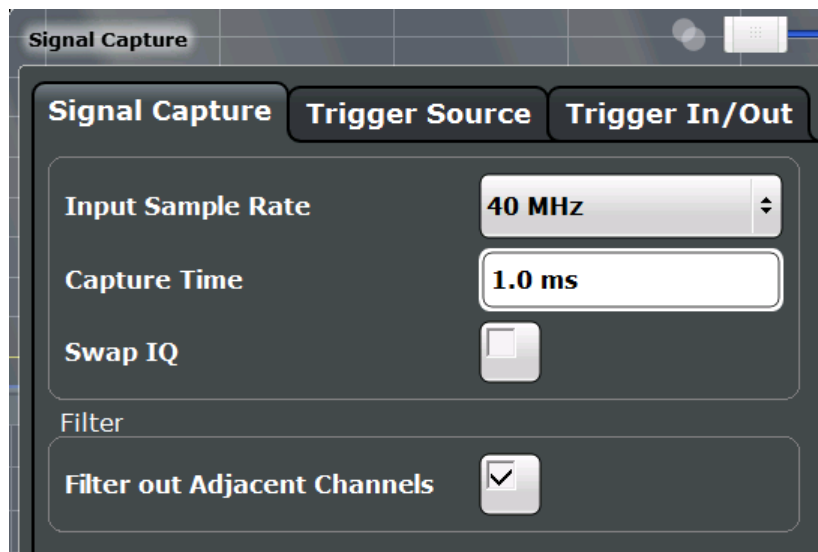 Signal Capture
Signal Capture Trigger Source Trigger In/Out
Input Sample Rate 40 MHz
Capture Time 1.0 ms
Swap IQ
Filter
Filter out Adjacent Channels